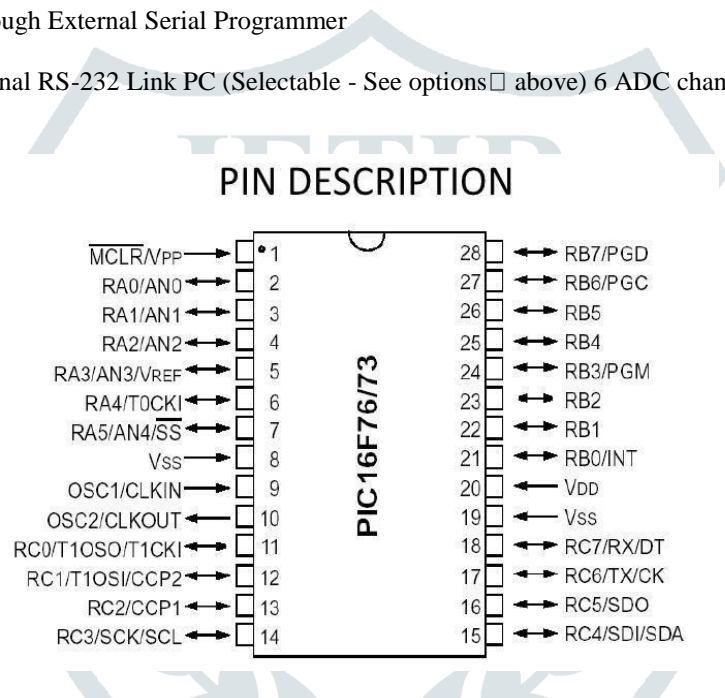 ough External Serial Programmer
nal RS-232 Link PC (Selectable - See options□ above) 6 ADC chan
JETIR
PIN DESCRIPTION
MCLR/VPP 1 28 RB7/PGD
RA0/AN0 2 27 RB6/PGC
RA1/AN1 3 26 RB5
RA2/AN2 4 25 RB4
RA3/AN3/VREF 5 24 RB3/PGM
RA4/T0CKI 6 23 RB2
RA5/AN4/SS 7 22 RB1
VSS 8 21 RB0/INT
OSC1/CLKIN 9 20 VDD
OSC2/CLKOUT 10 19 VSS
RC0/T1OSO/T1CKI 11 18 RC7/RX/DT
RC1/T1OSI/CCP2 12 17 RC6/TX/CK
RC2/CCP1 13 16 RC5/SDO
RC3/SCK/SCL 14 15 RC4/SDI/SDA
PIC16F76/73